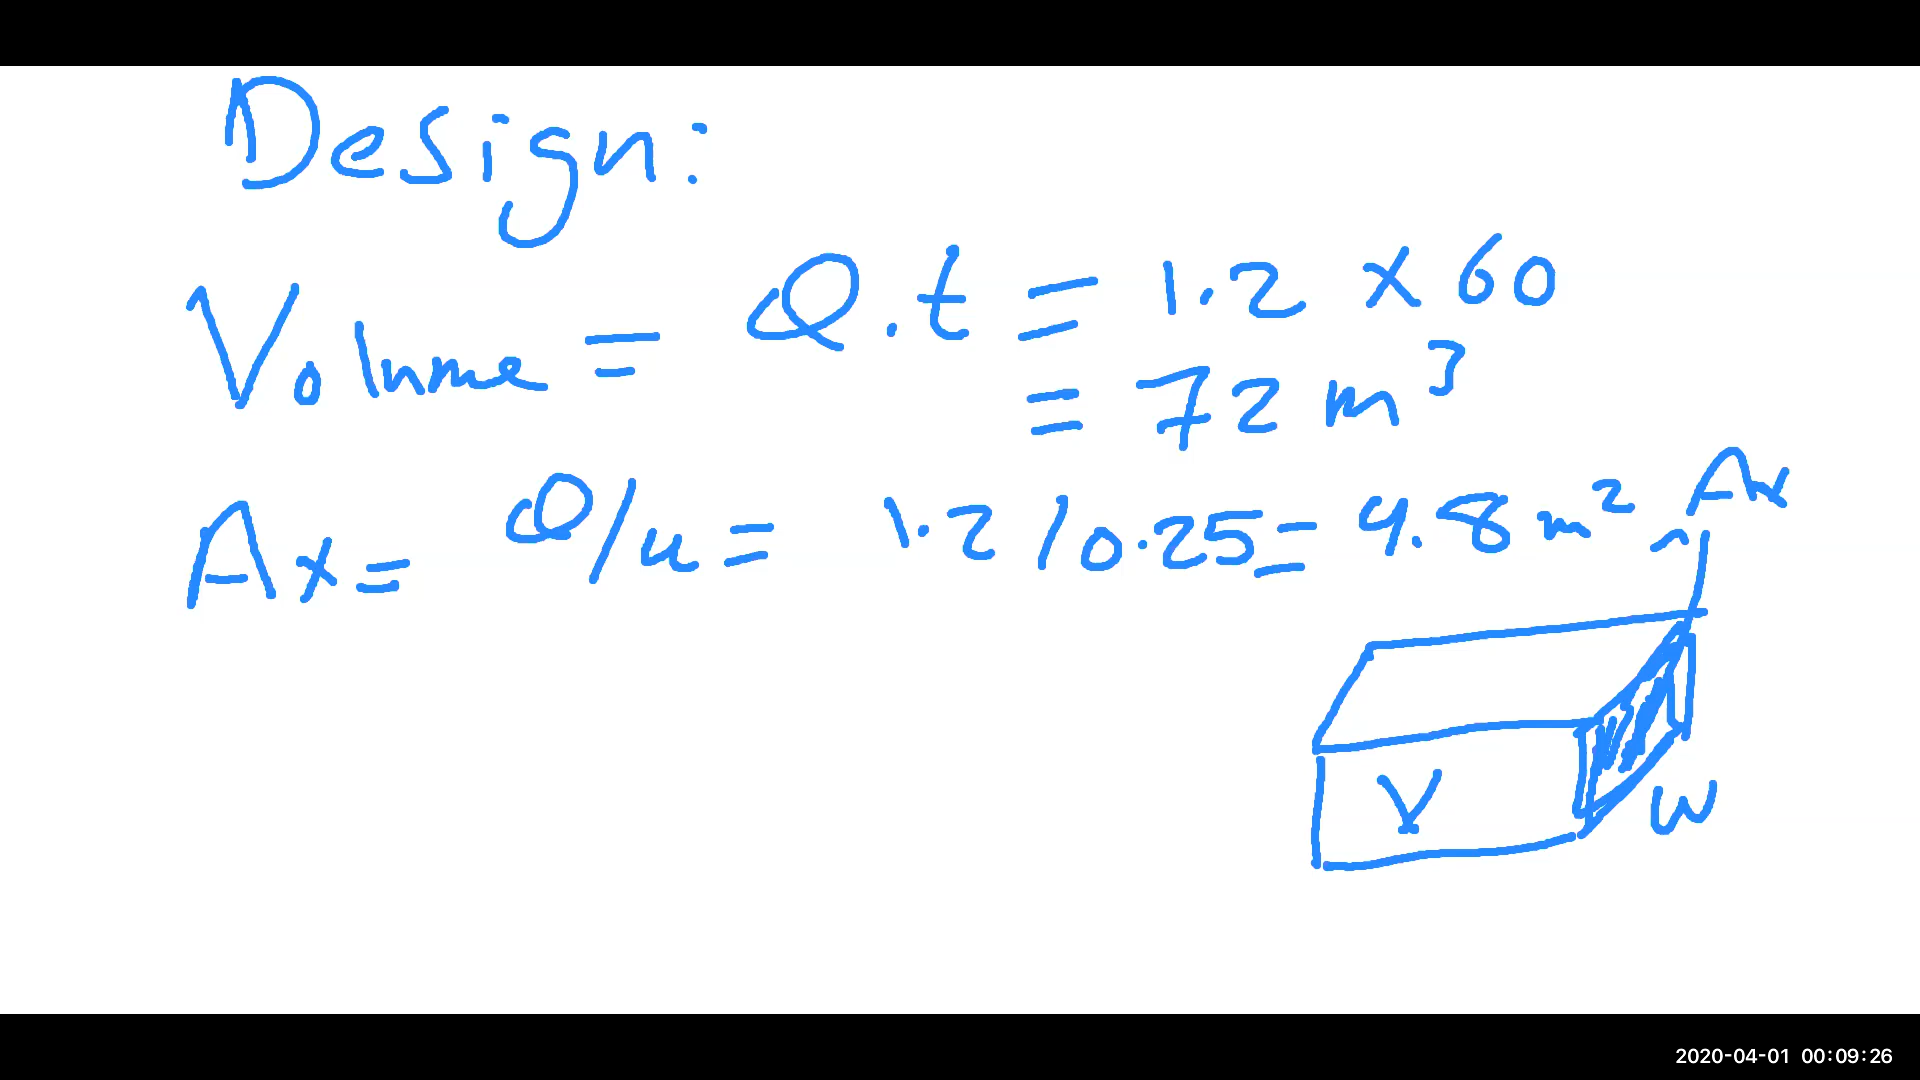 Design:
Volume = Q.t = 1.2 x 60
= 72 m³
Ax = Q/u = 1.2/0.25 = 4.8 m²
Ax
V
W
2020-04-01 00:09:26